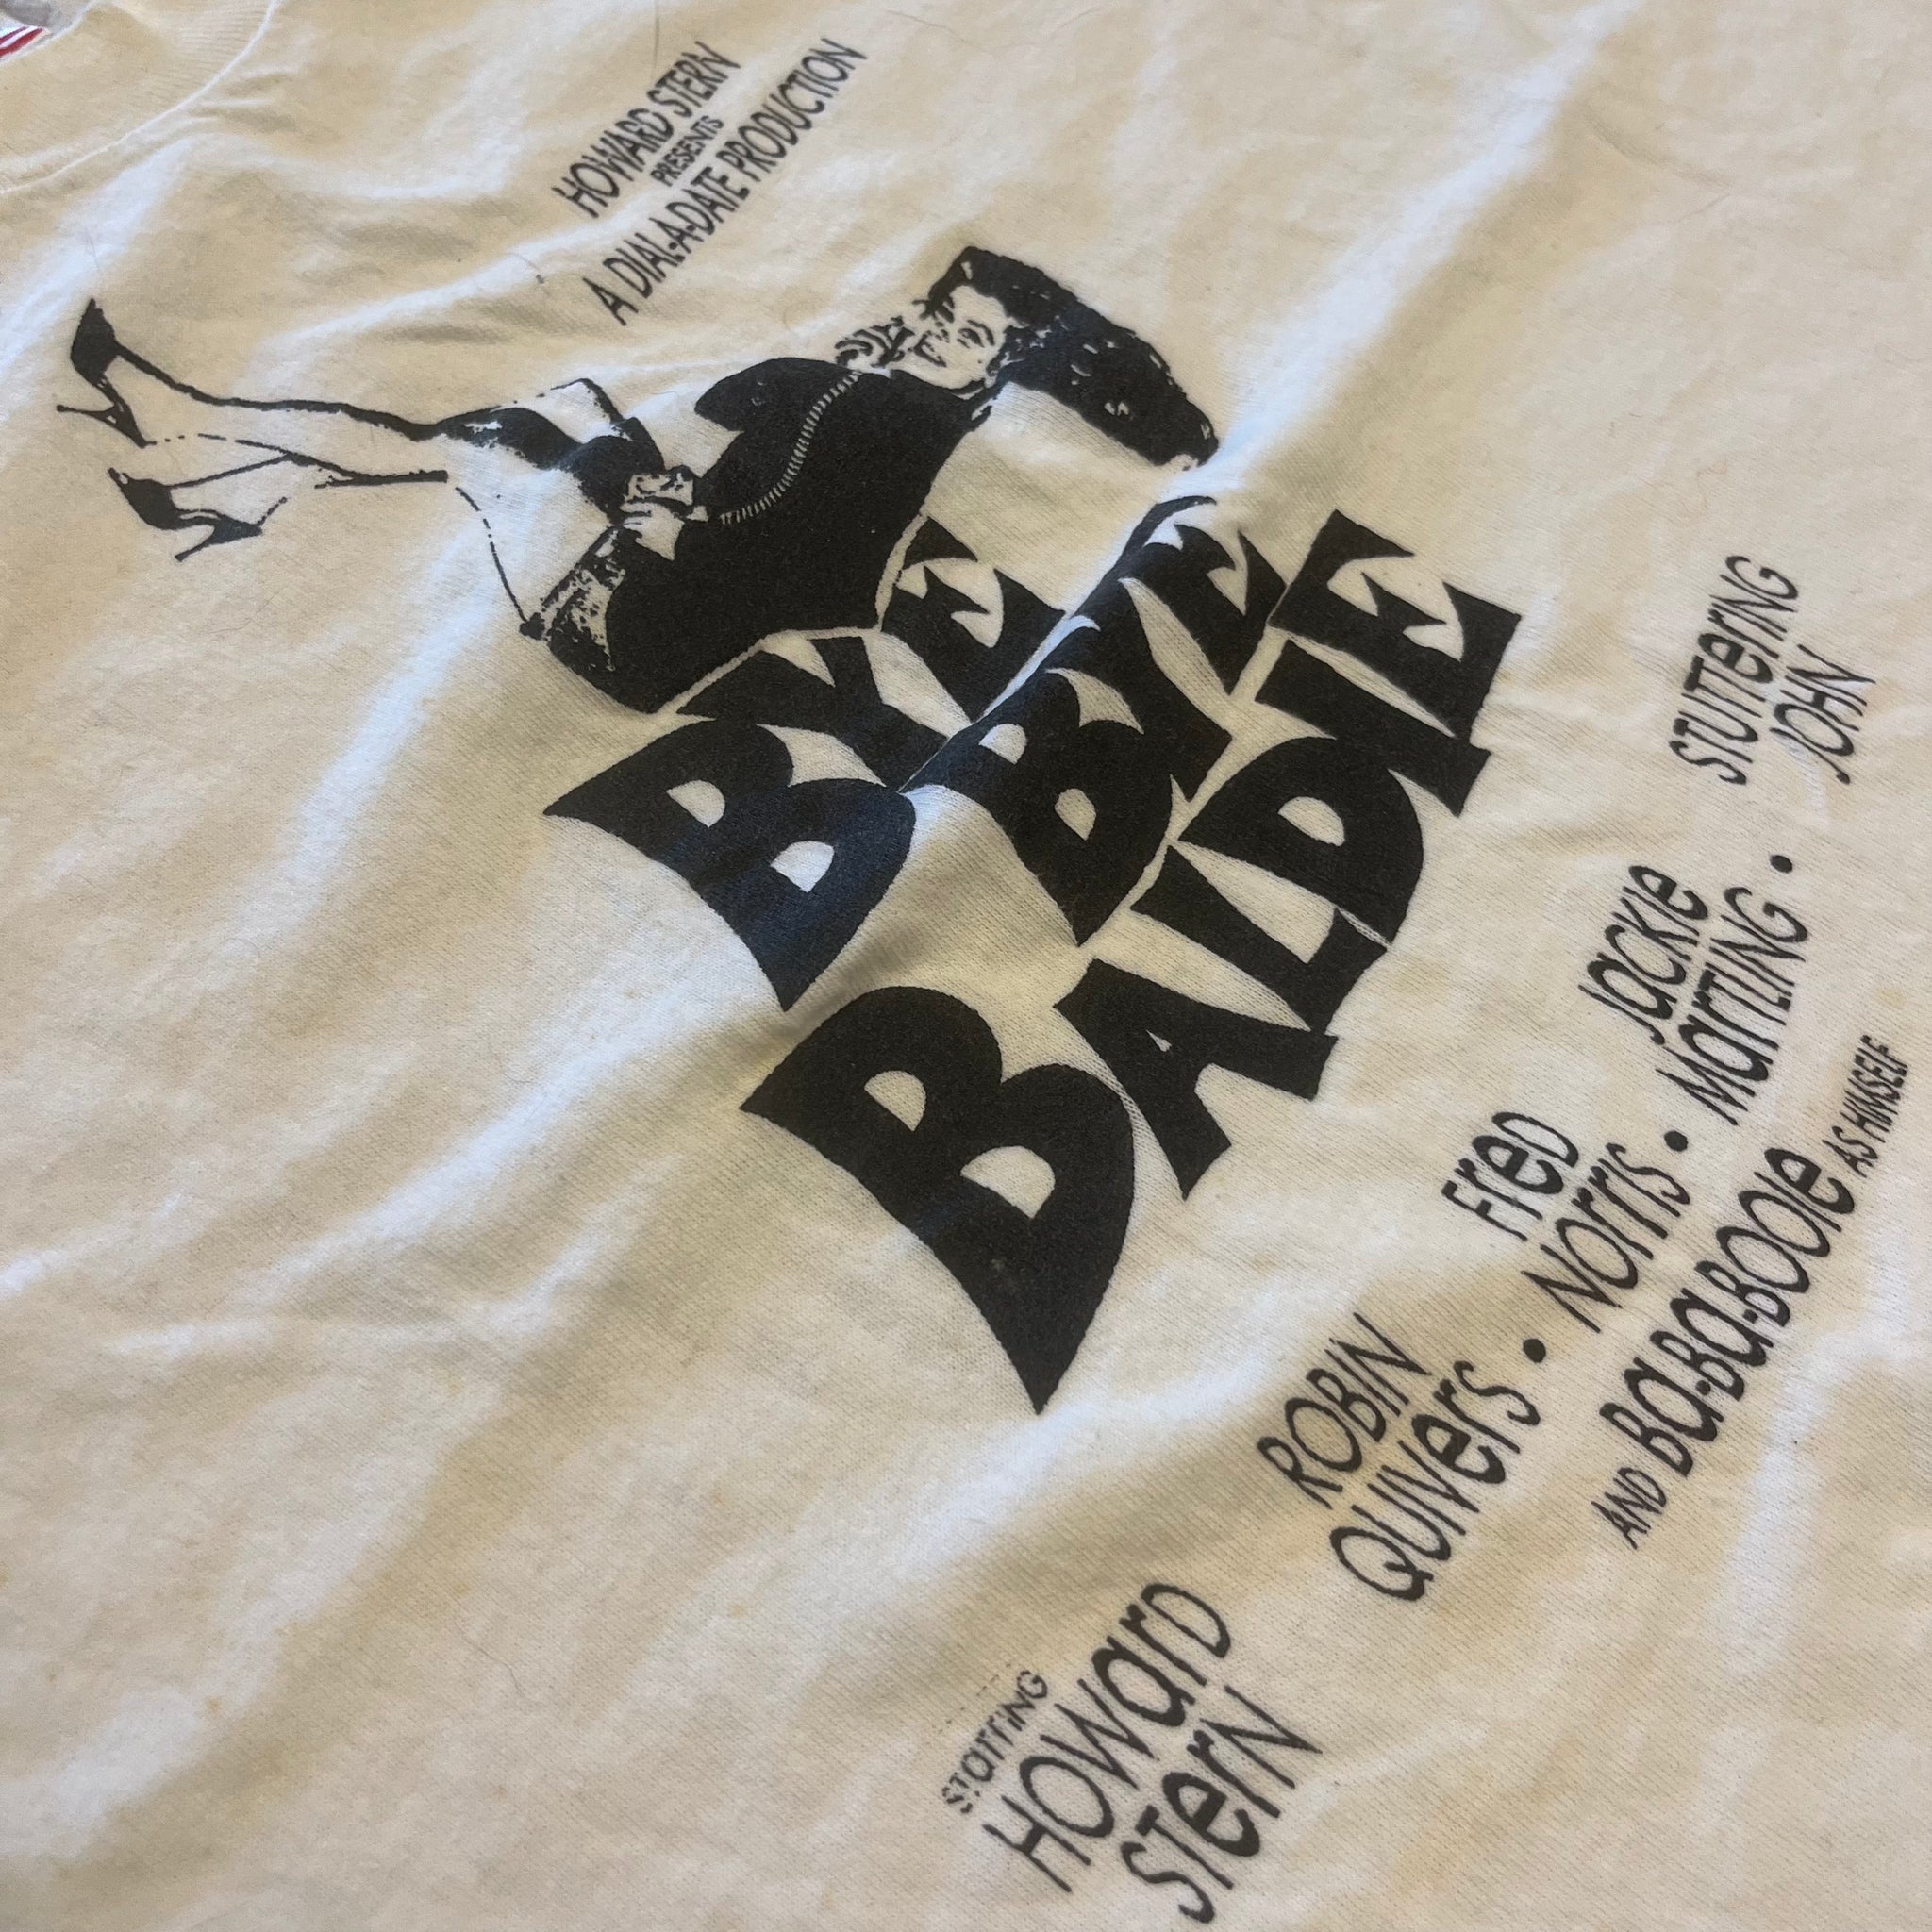 HOWARD STERN
PRESENTS
A DIAL-A-DATE PRODUCTION
BYE BYE
BALDIE
STarrING
HOWarD
STerN
ROBIN
QUIVerS •
FreD
NOrrIS •
JaCKIe
MarTLING •
STUTTerING
JOHN
AND Ba-Ba-BOOIe AS HIMSELF